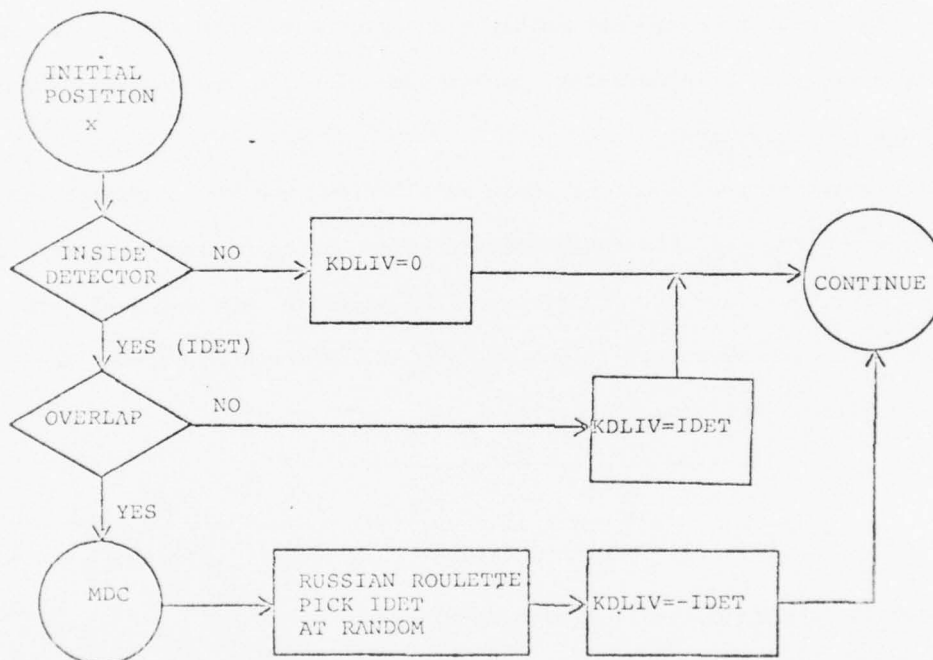 INITIAL
POSITION
x
INSIDE
DETECTOR
NO
KDLIV=0
CONTINUE
YES (IDET)
OVERLAP
NO
KDLIV=IDET
YES
MDC
RUSSIAN ROULETTE
PICK IDET
AT RANDOM
KDLIV=-IDET